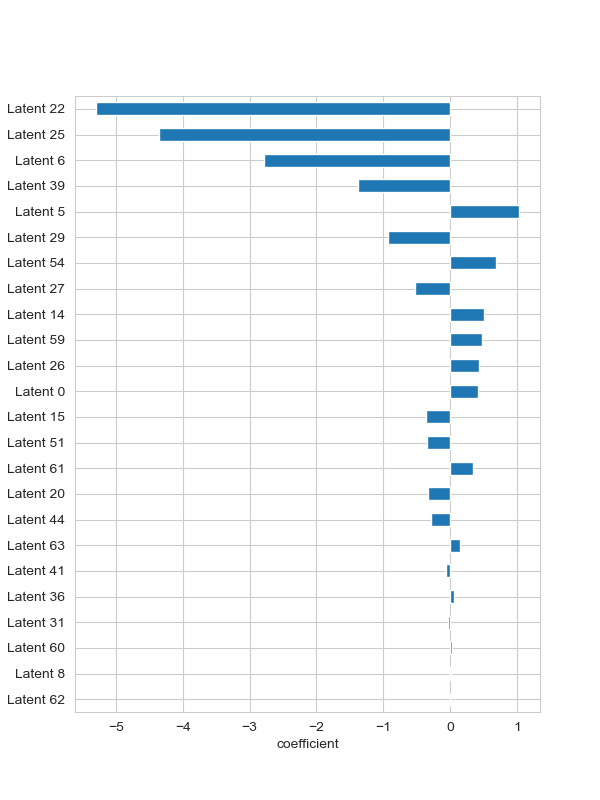 Latent 22
Latent 25
Latent 6
Latent 39
Latent 5
Latent 29
Latent 54
Latent 27
Latent 14
Latent 59
Latent 26
Latent 0
Latent 15
Latent 51
Latent 61
Latent 20
Latent 44
Latent 63
Latent 41
Latent 36
Latent 31
Latent 60
Latent 8
Latent 62
−5 −4 −3 −2 −1 0 1
coefficient